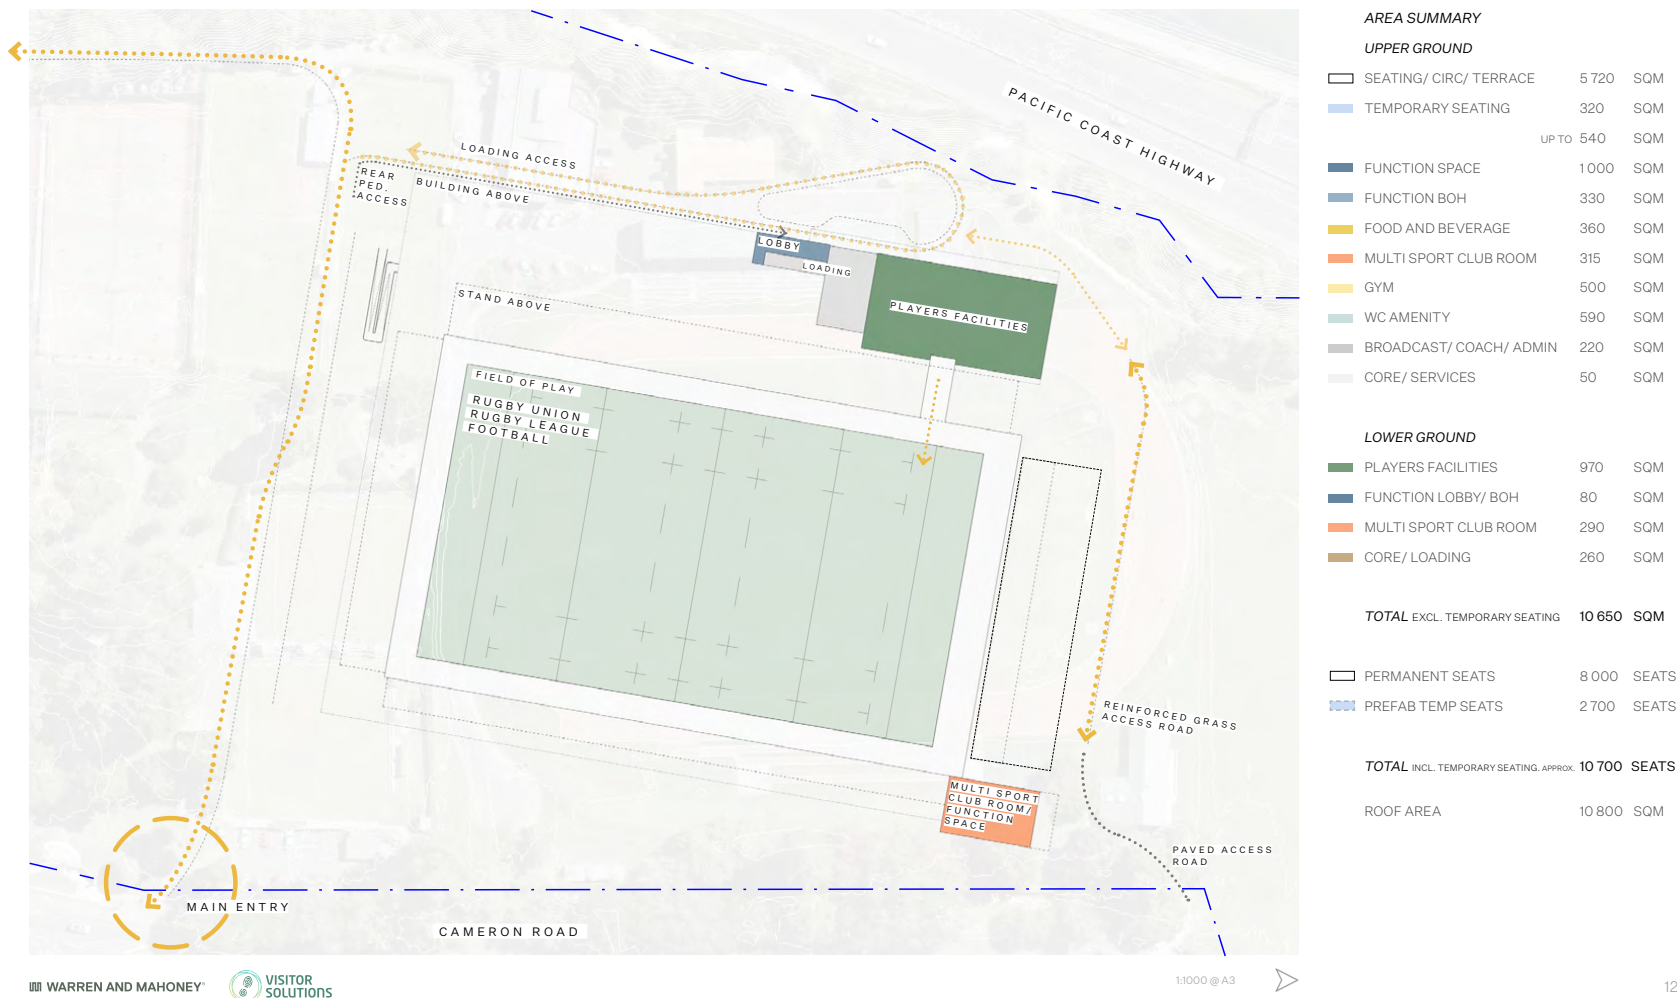 PACIFIC COAST HIGHWAY
LOADING ACCESS
REAR
PED.
ACCESS
BUILDING ABOVE
LOBBY
LOADING
STAND ABOVE
PLAYERS FACILITIES
FIELD OF PLAY
RUGBY UNION
RUGBY LEAGUE
FOOTBALL
REINFORCED GRASS
ACCESS ROAD
MULTI SPORT
CLUB ROOM/
FUNCTION
SPACE
PAVED ACCESS
ROAD
MAIN ENTRY
CAMERON ROAD
WARREN AND MAHONEY®
VISITOR
SOLUTIONS
1:1000 @ A3
AREA SUMMARY
UPPER GROUND
SEATING/ CIRC/ TERRACE 5 720 SQM
TEMPORARY SEATING 320 SQM
UP TO 540 SQM
FUNCTION SPACE 1 000 SQM
FUNCTION BOH 330 SQM
FOOD AND BEVERAGE 360 SQM
MULTI SPORT CLUB ROOM 315 SQM
GYM 500 SQM
WC AMENITY 590 SQM
BROADCAST/ COACH/ ADMIN 220 SQM
CORE/ SERVICES 50 SQM
LOWER GROUND
PLAYERS FACILITIES 970 SQM
FUNCTION LOBBY/ BOH 80 SQM
MULTI SPORT CLUB ROOM 290 SQM
CORE/ LOADING 260 SQM
TOTAL EXCL. TEMPORARY SEATING 10 650 SQM
PERMANENT SEATS 8 000 SEATS
PREFAB TEMP SEATS 2 700 SEATS
TOTAL INCL. TEMPORARY SEATING. APPROX. 10 700 SEATS
ROOF AREA 10 800 SQM
12